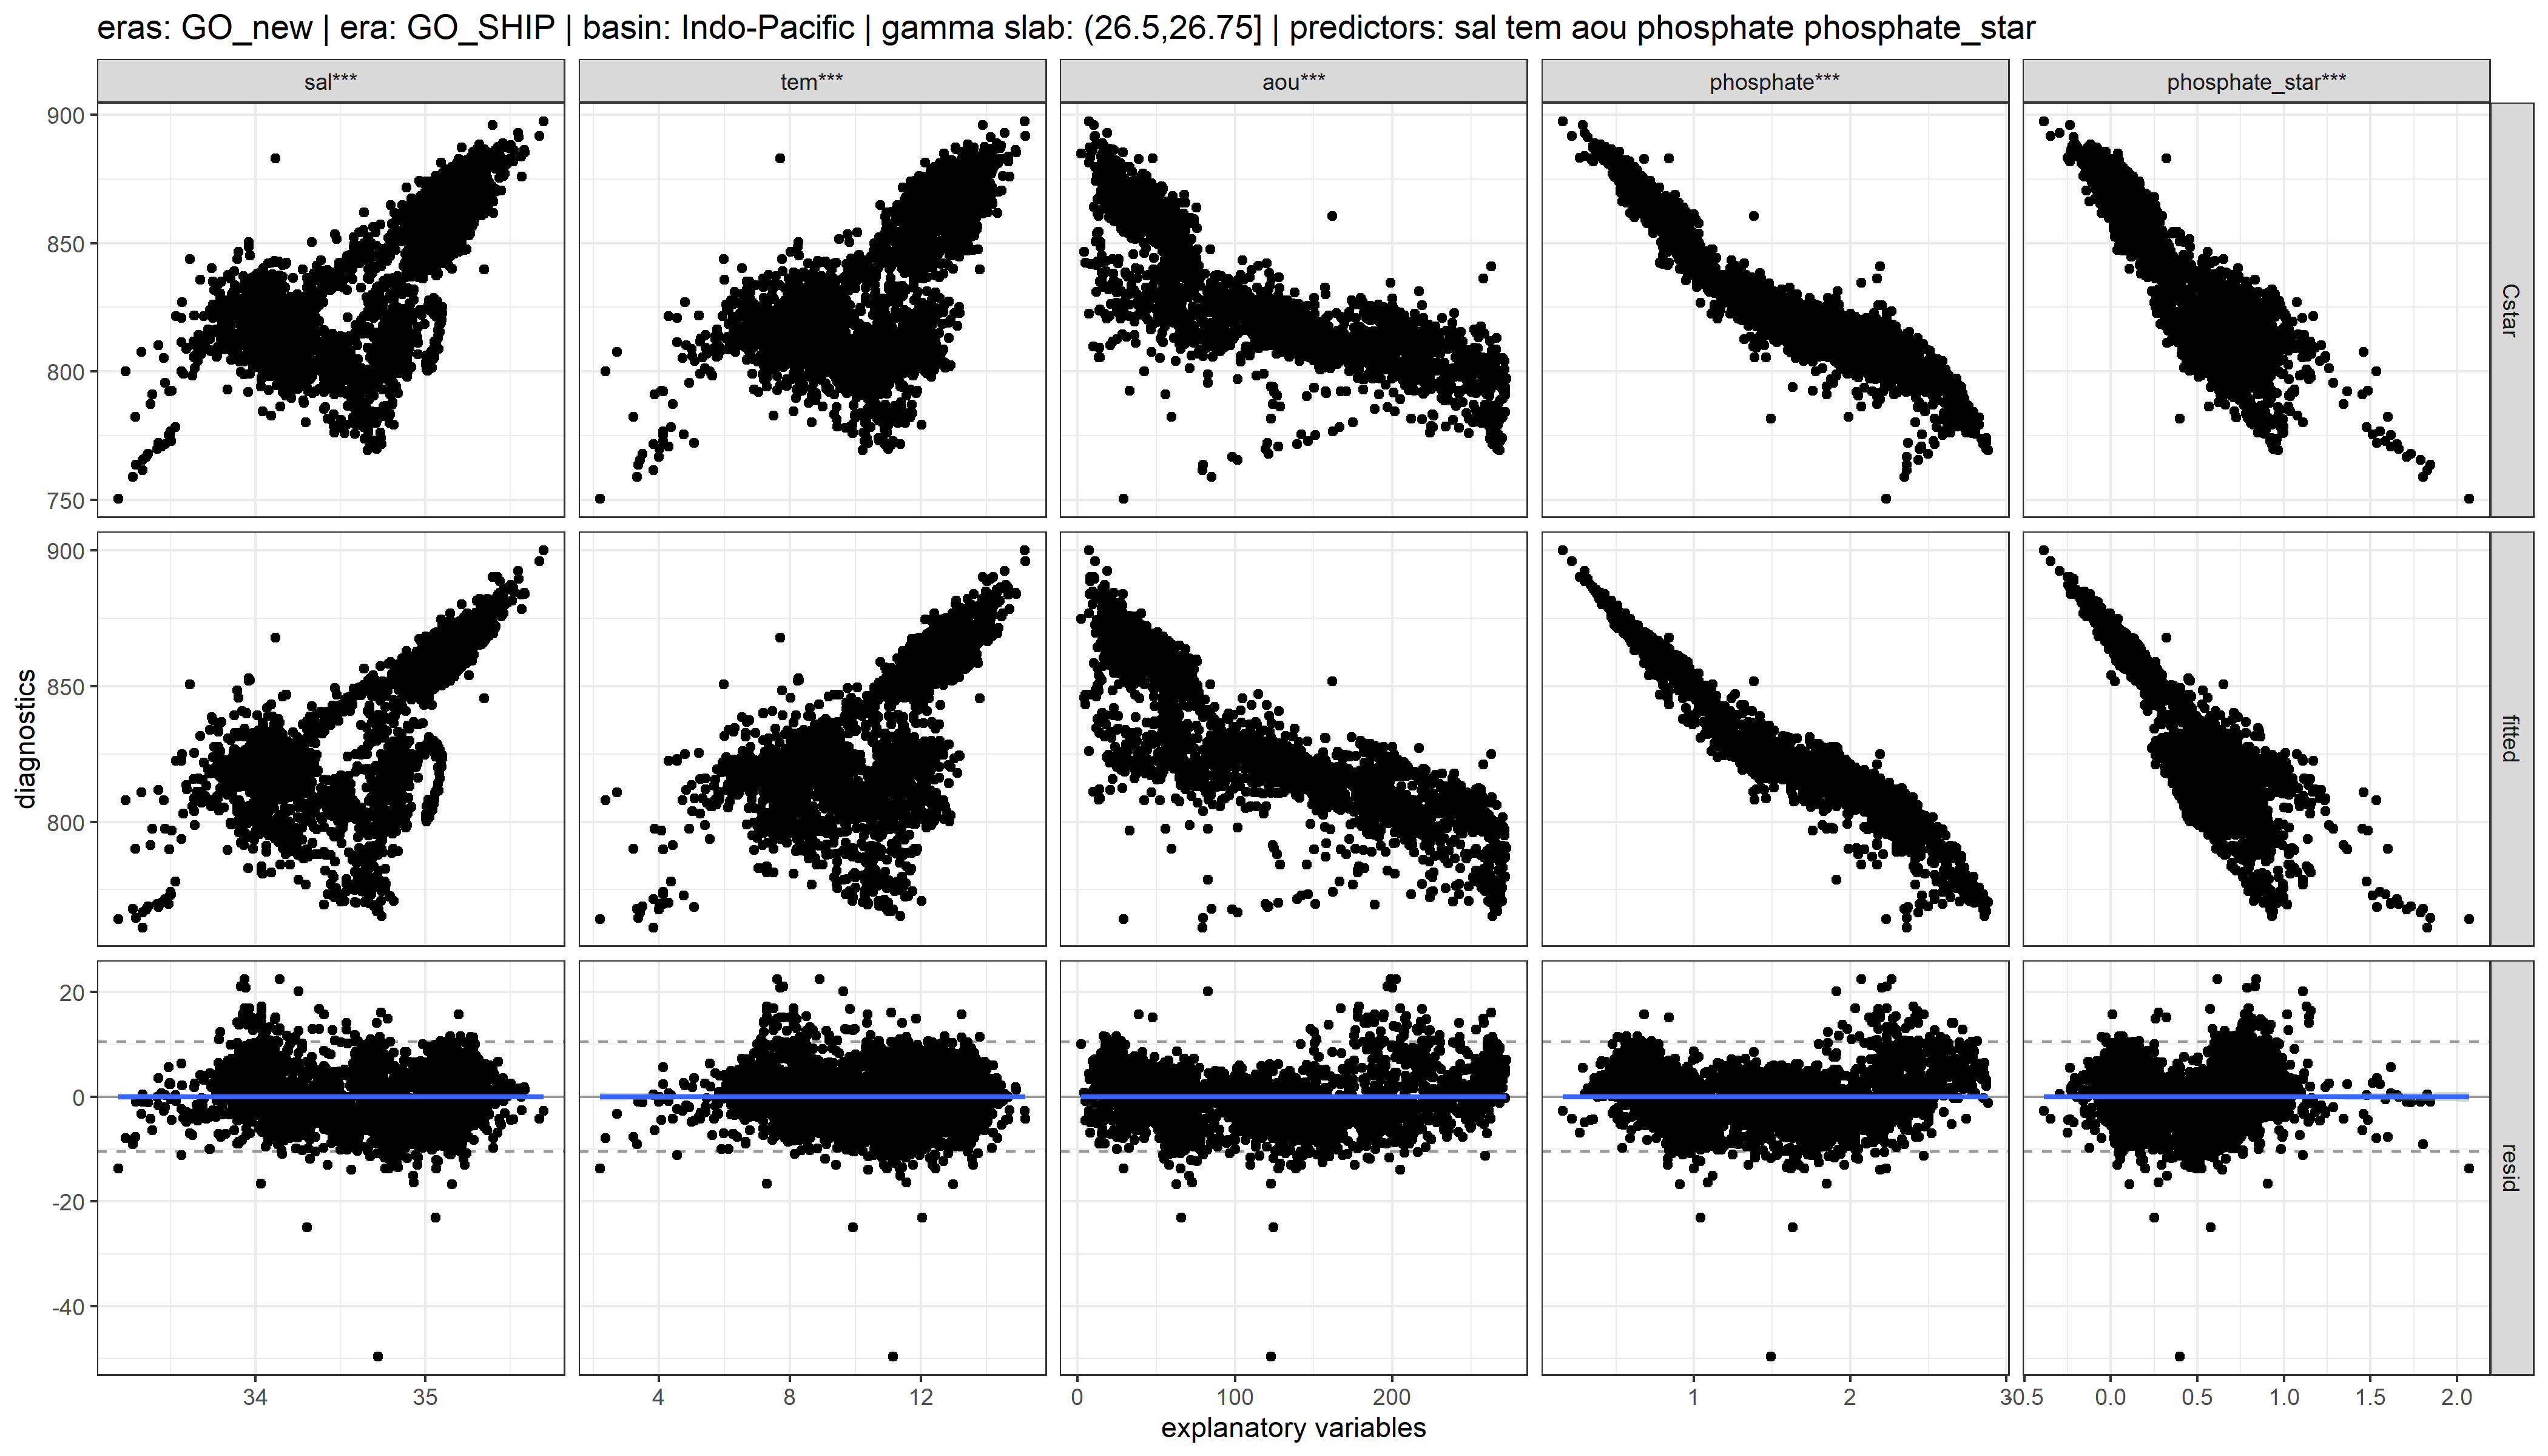 eras: GO_new | era: GO_SHIP | basin: Indo-Pacific | gamma slab: (26.5,26.75] | predictors: sal tem aou phosphate phosphate_star
sal*** tem*** aou*** phosphate*** phosphate_star***
900
850
800
750
Cstar
900
850
800
fitted
diagnostics
20
0
-20
-40
resid
34 35 4 8 12 0 100 200 1 2 3 -0.5 0.0 0.5 1.0 1.5 2.0
explanatory variables